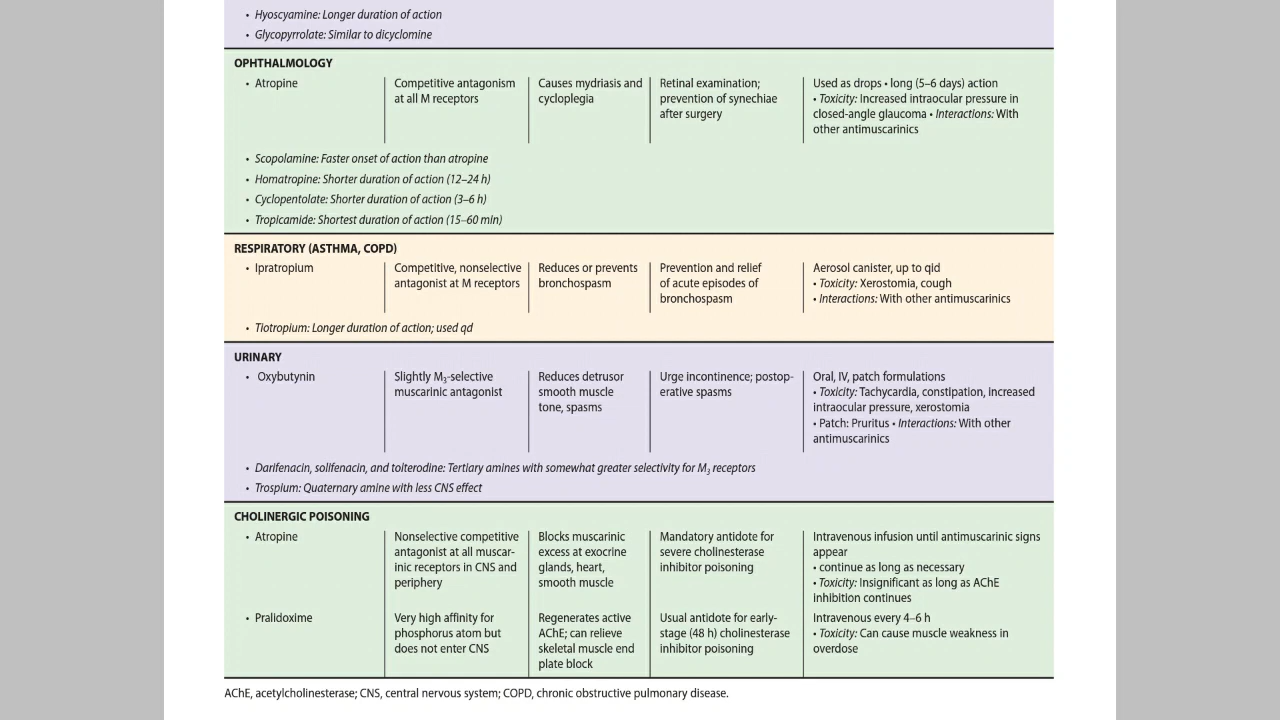 • Hyoscyamine: Longer duration of action
• Glycopyrrolate: Similar to dicyclomine
OPHTHALMOLOGY
• Atropine
Competitive antagonism
at all M receptors
Causes mydriasis and
cycloplegia
Retinal examination;
prevention of synechiae
after surgery
Used as drops • long (5–6 days) action
• Toxicity: Increased intraocular pressure in
closed-angle glaucoma • Interactions: With
other antimuscarinics
• Scopolamine: Faster onset of action than atropine
• Homatropine: Shorter duration of action (12–24 h)
• Cyclopentolate: Shorter duration of action (3–6 h)
• Tropicamide: Shortest duration of action (15–60 min)
RESPIRATORY (ASTHMA, COPD)
• Ipratropium
Competitive, nonselective
antagonist at M receptors
Reduces or prevents
bronchospasm
Prevention and relief
of acute episodes of
bronchospasm
Aerosol canister, up to qid
• Toxicity: Xerostomia, cough
• Interactions: With other antimuscarinics
• Tiotropium: Longer duration of action; used qd
URINARY
• Oxybutynin
Slightly M3-selective
muscarinic antagonist
Reduces detrusor
smooth muscle
tone, spasms
Urge incontinence; postop-
erative spasms
Oral, IV, patch formulations
• Toxicity: Tachycardia, constipation, increased
intraocular pressure, xerostomia
• Patch: Pruritus • Interactions: With other
antimuscarinics
• Darifenacin, solifenacin, and tolterodine: Tertiary amines with somewhat greater selectivity for M3 receptors
• Trospium: Quaternary amine with less CNS effect
CHOLINERGIC POISONING
• Atropine
Nonselective competitive
antagonist at all muscar-
inic receptors in CNS and
periphery
Blocks muscarinic
excess at exocrine
glands, heart,
smooth muscle
Mandatory antidote for
severe cholinesterase
inhibitor poisoning
Intravenous infusion until antimuscarinic signs
appear
• continue as long as necessary
• Toxicity: Insignificant as long as AChE
inhibition continues
• Pralidoxime
Very high affinity for
phosphorus atom but
does not enter CNS
Regenerates active
AChE; can relieve
skeletal muscle end
plate block
Usual antidote for early-
stage (48 h) cholinesterase
inhibitor poisoning
Intravenous every 4–6 h
• Toxicity: Can cause muscle weakness in
overdose
AChE, acetylcholinesterase; CNS, central nervous system; COPD, chronic obstructive pulmonary disease.